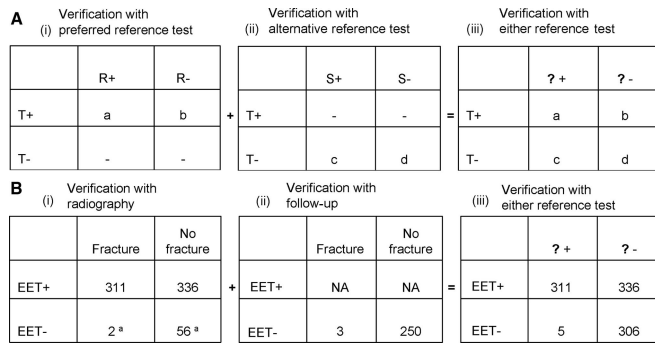 A
Verification with
(i) preferred reference test
Verification with
(ii) alternative reference test
Verification with
(iii) either reference test
R+ R-
T+ a b
T- - -
+
S+ S-
T+ - -
T- c d
=
? + ? -
T+ a b
T- c d
B
Verification with
(i) radiography
Verification with
(ii) follow-up
Verification with
(iii) either reference test
Fracture No fracture
EET+ 311 336
EET- 2 a 56 a
+
Fracture No fracture
EET+ NA NA
EET- 3 250
=
? + ? -
EET+ 311 336
EET- 5 306